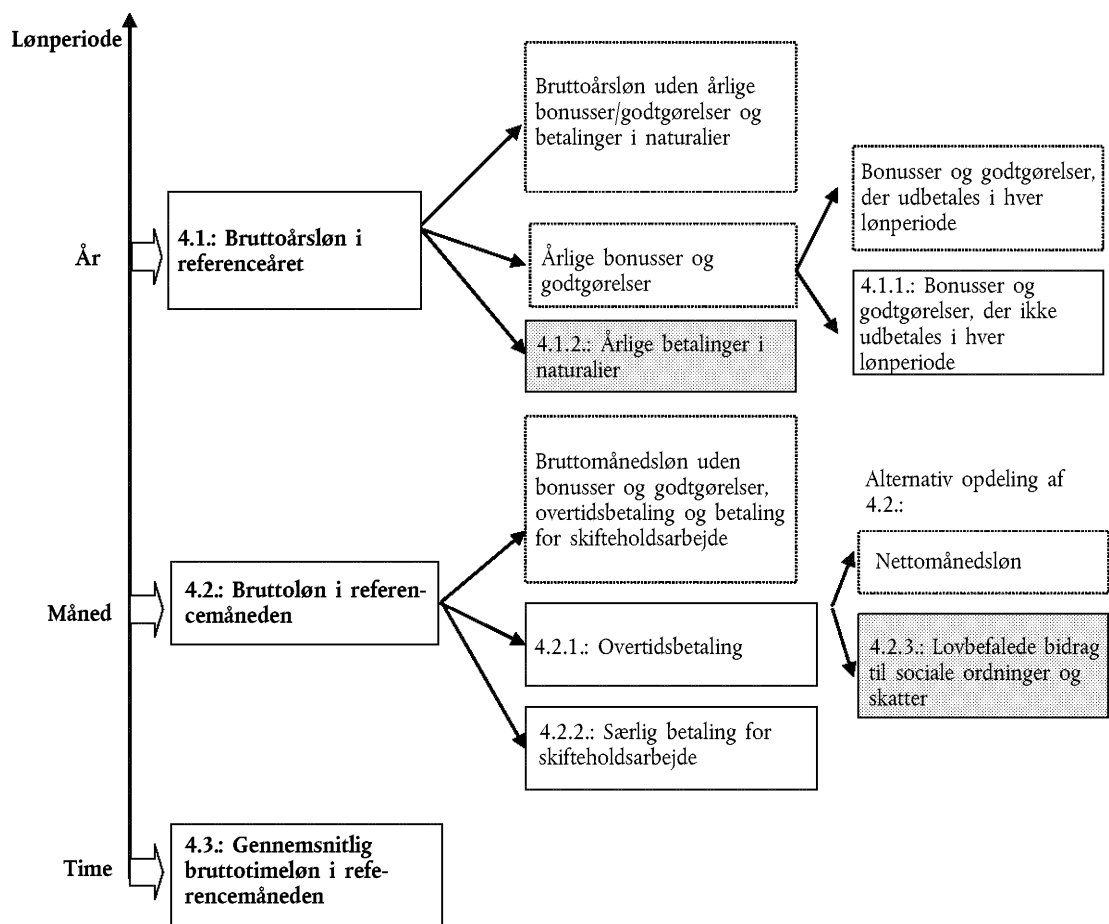 Lønperiode
Bruttoårsløn uden årlige
bonusser/godtgørelser og
betalinger i naturalier
Bonusser og godtgørelser,
der udbetales i hver
lønperiode
År
4.1.: Bruttoårsløn i
referenceåret
Årlige bonusser og
godtgørelser
4.1.1.: Bonusser og
godtgørelser, der ikke
udbetales i hver
lønperiode
4.1.2.: Årlige betalinger i
naturalier
Bruttomånedsløn uden
bonusser og godtgørelser,
overtidsbetaling og betaling
for skifteholdsarbejde
Alternativ opdeling af
4.2.:
Nettomånedsløn
Måned
4.2.: Bruttoløn i referen-
cemåneden
4.2.1.: Overtidsbetaling
4.2.3.: Lovbefalede bidrag
til sociale ordninger og
skatter
4.2.2.: Særlig betaling for
skifteholdsarbejde
Time
4.3.: Gennemsnitlig
bruttotimeløn i refe-
rencemåneden